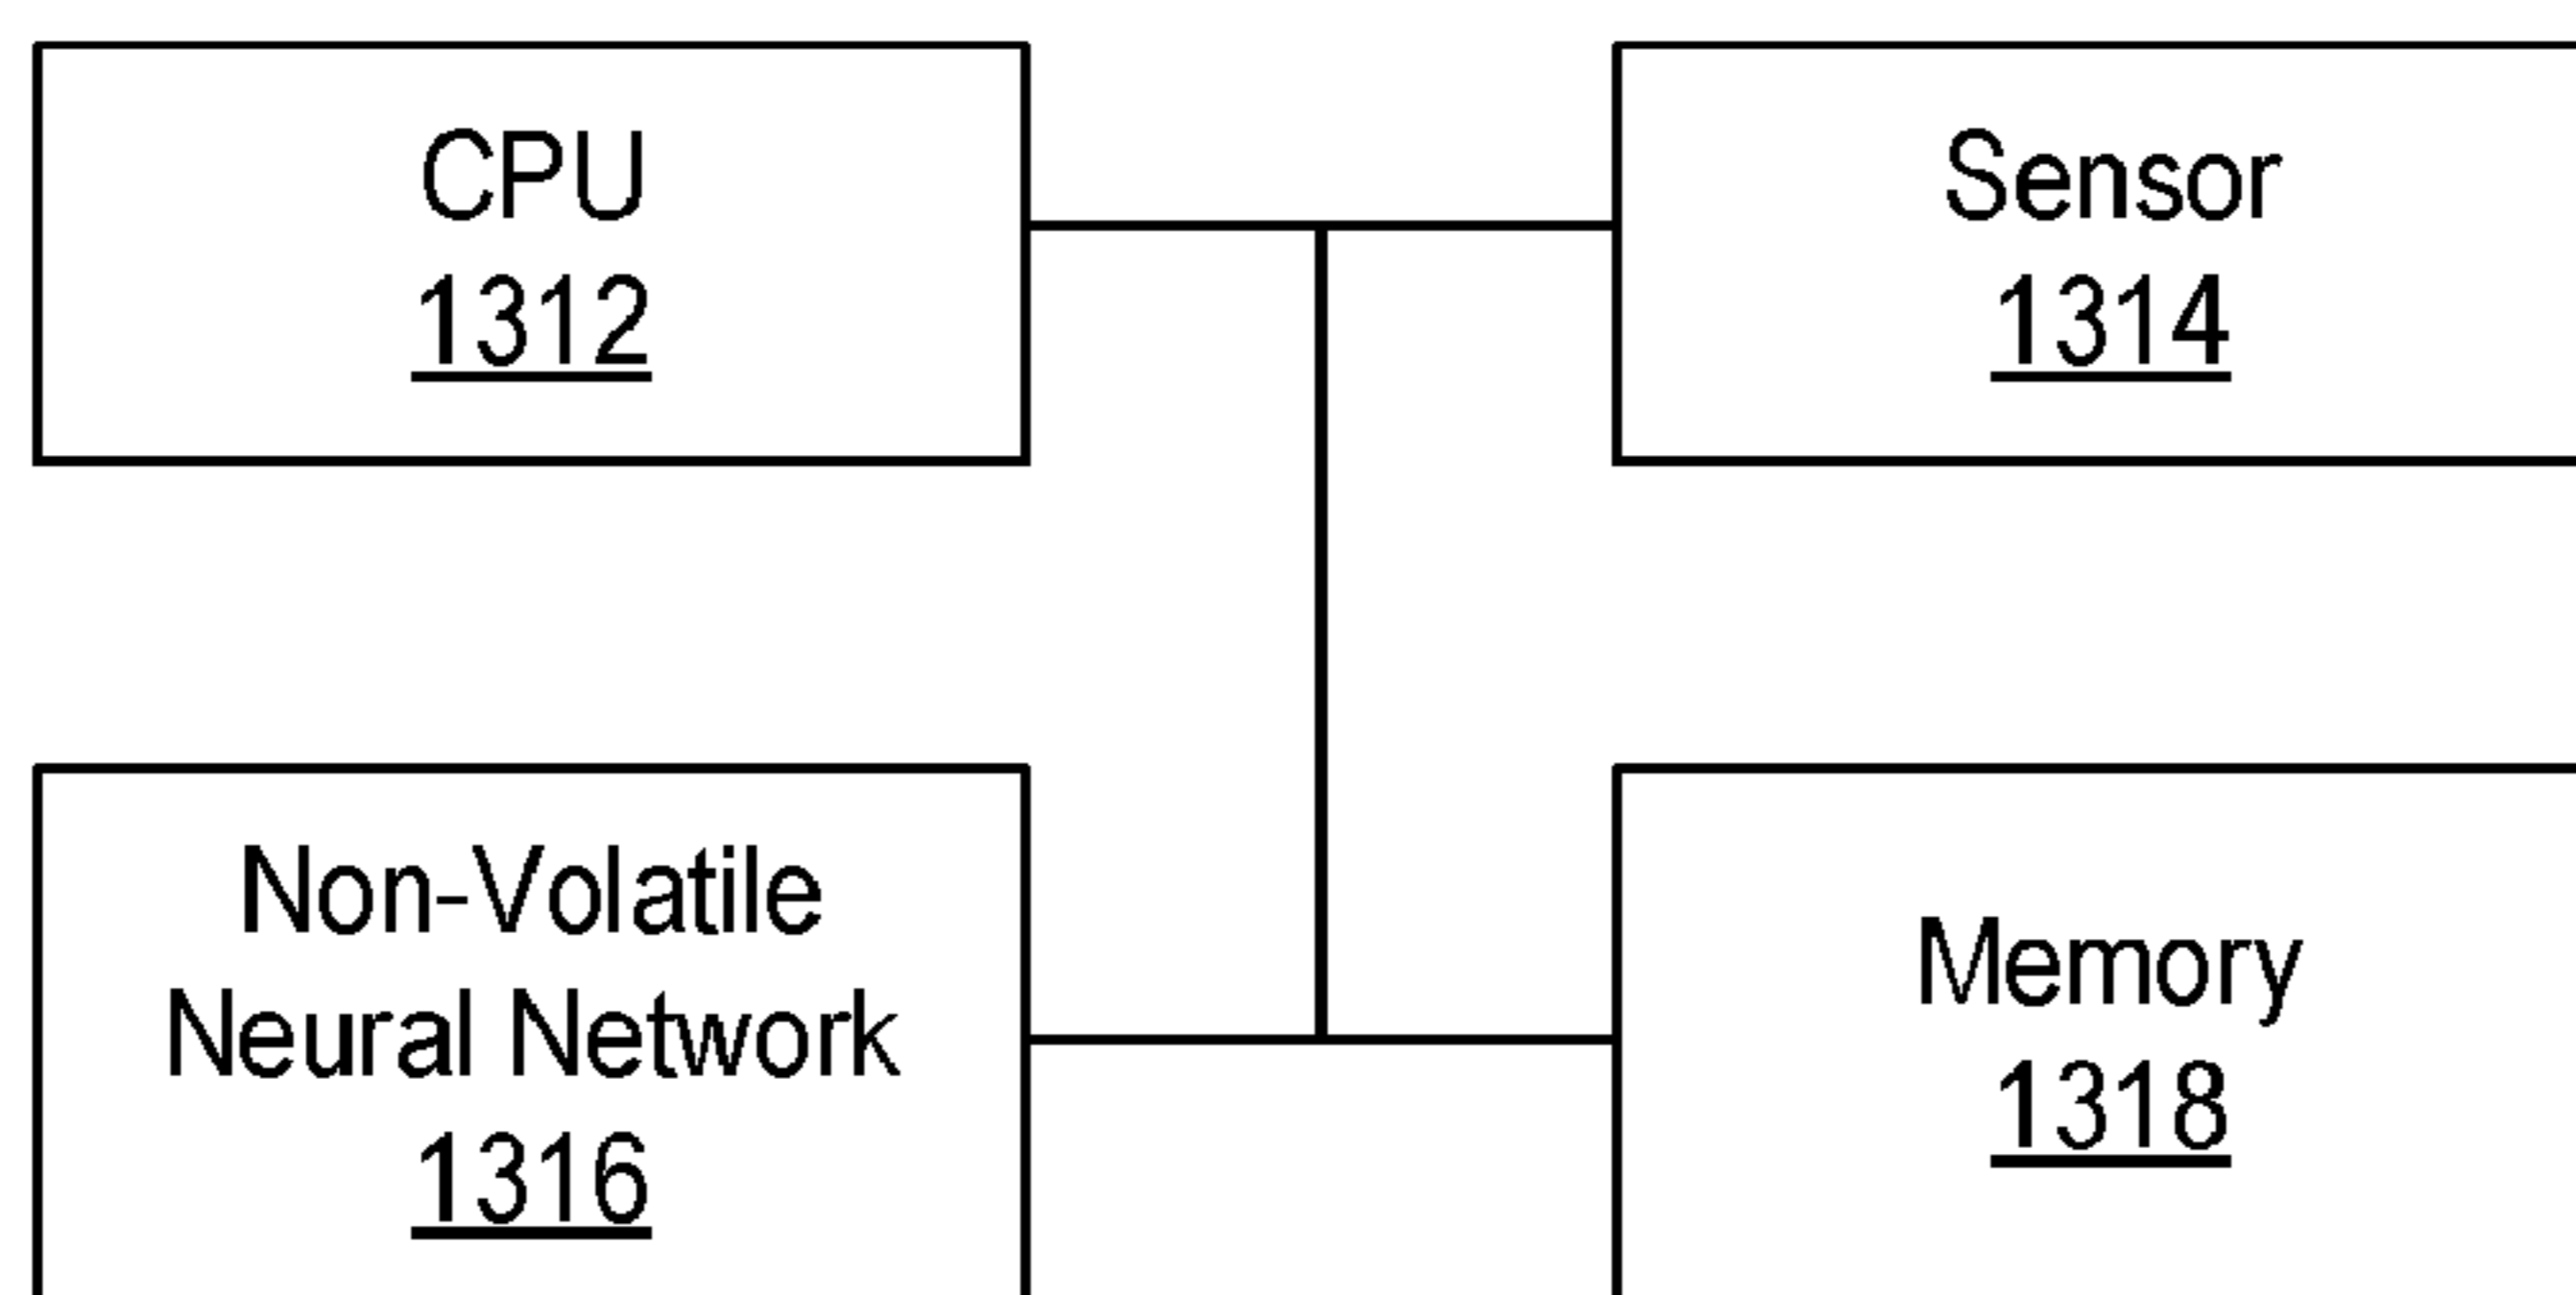 CPU
1312
Sensor
1314
Non-Volatile
Neural Network
1316
Memory
1318